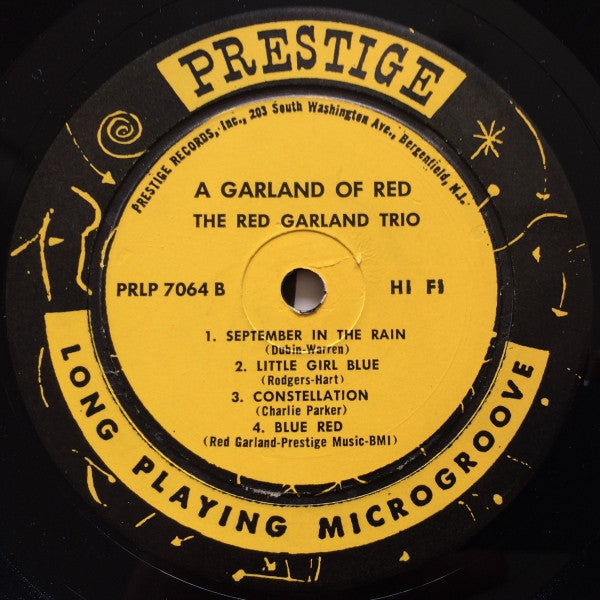 PRESTIGE
PRESTIGE RECORDS, Inc., 203 South Washington Ave., Bergenfield, N.J.
A GARLAND OF RED
THE RED GARLAND TRIO
PRLP 7064 B
HI FI
1. SEPTEMBER IN THE RAIN
(Dubin-Warren)
2. LITTLE GIRL BLUE
(Rodgers-Hart)
3. CONSTELLATION
(Charlie Parker)
4. BLUE RED
(Red Garland-Prestige Music-BMI)
LONG PLAYING MICROGROOVE